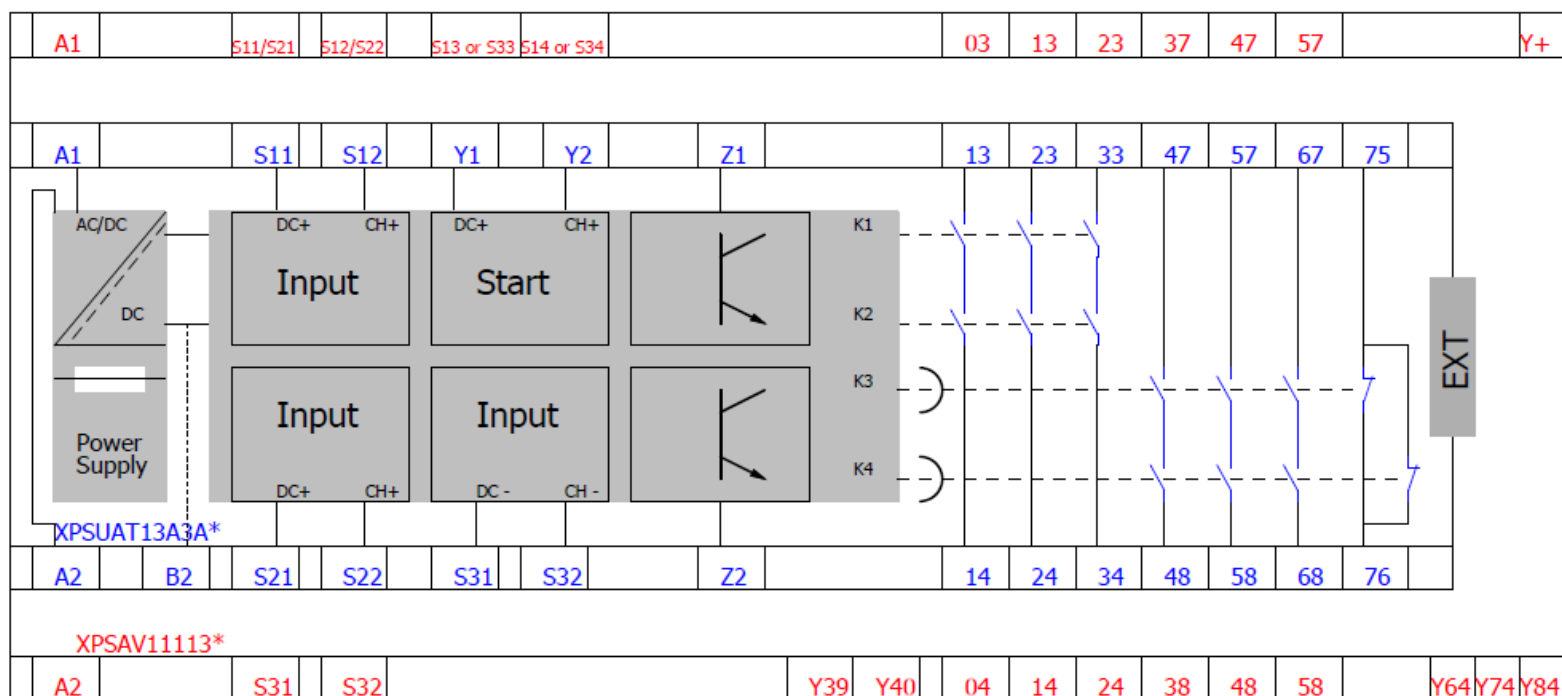 A1 S11/S21 S12/S22 S13 or S33 S14 or S34 03 13 23 37 47 57 Y+
A1 S11 S12 Y1 Y2 Z1 13 23 33 47 57 67 75
AC/DC DC+ CH+ DC+ CH+ K1
Input Start
DC K2
EXT
K3
Input Input
Power
Supply K4
DC+ CH+ DC - CH -
XPSUAT13A3A*
A2 B2 S21 S22 S31 S32 Z2 14 24 34 48 58 68 76
XPSAV11113*
A2 S31 S32 Y39 Y40 04 14 24 38 48 58 Y64 Y74 Y84